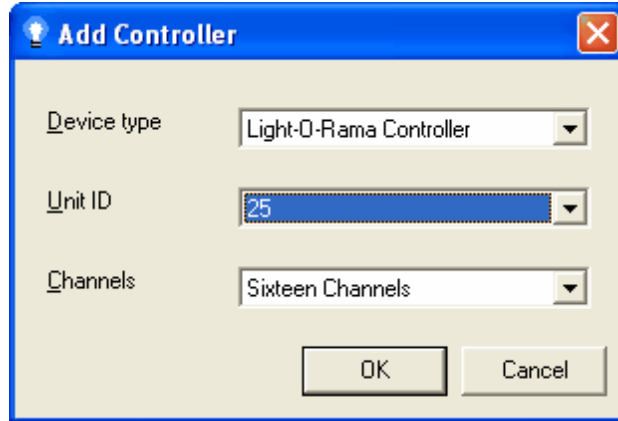 Add Controller
Device type Light-O-Rama Controller
Unit ID 25
Channels Sixteen Channels
OK Cancel